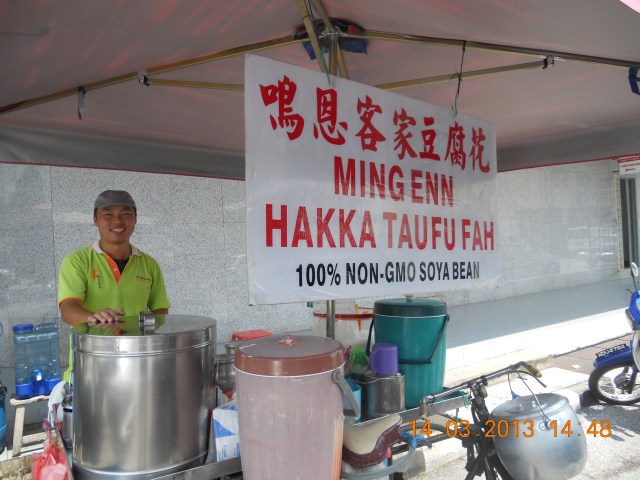 鳴恩客家豆腐花
MING ENN
HAKKA TAUFU FAH
100% NON-GMO SOYA BEAN
14.03.2013 14:48